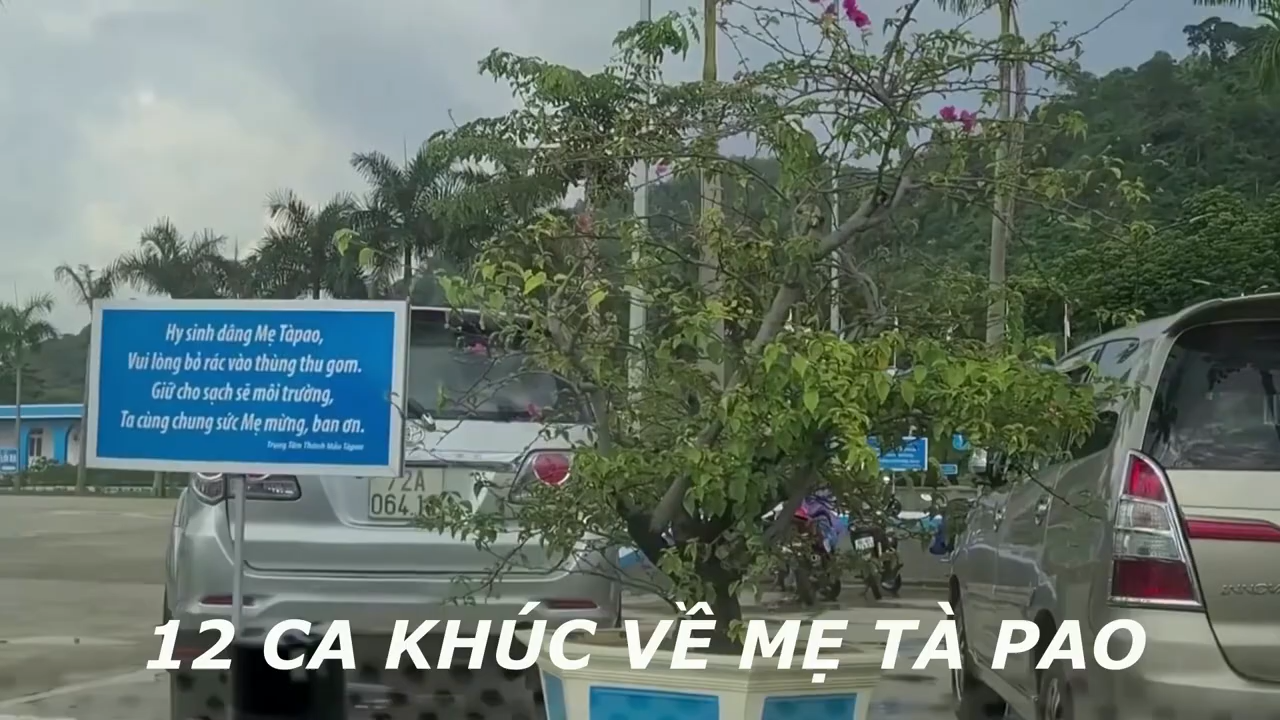 Hy sinh dâng Mẹ Tàpao,
Vui lòng bỏ rác vào thùng thu gom.
Giữ cho sạch sẽ môi trường,
Ta cùng chung sức Mẹ mừng, ban ơn.
Trung Tâm Thánh Mẫu Tàpao
72A
064.1
12 CA KHÚC VỀ MẸ TÀ PAO